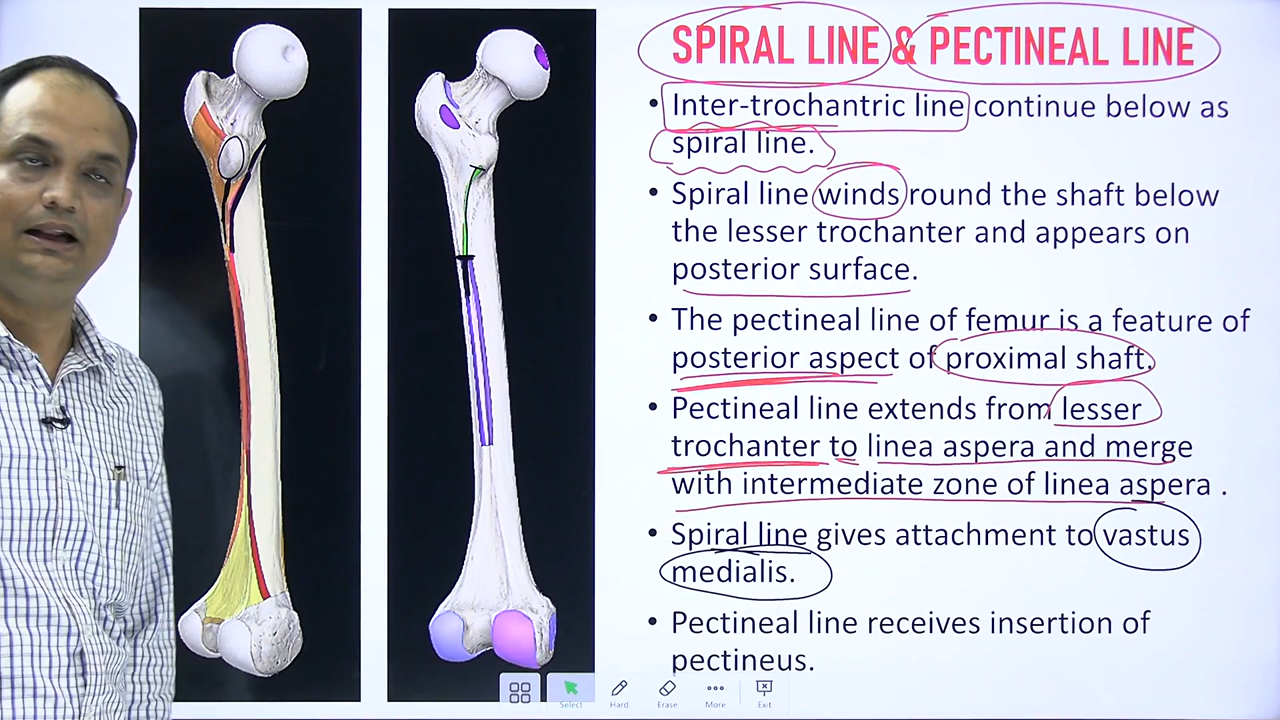 SPIRAL LINE & PECTINEAL LINE
• Inter-trochantric line continue below as
spiral line.
• Spiral line winds round the shaft below
the lesser trochanter and appears on
posterior surface.
• The pectineal line of femur is a feature of
posterior aspect of proximal shaft.
• Pectineal line extends from lesser
trochanter to linea aspera and merge
with intermediate zone of linea aspera .
• Spiral line gives attachment to vastus
medialis.
• Pectineal line receives insertion of
pectineus.
Select Hard Erase More Exit